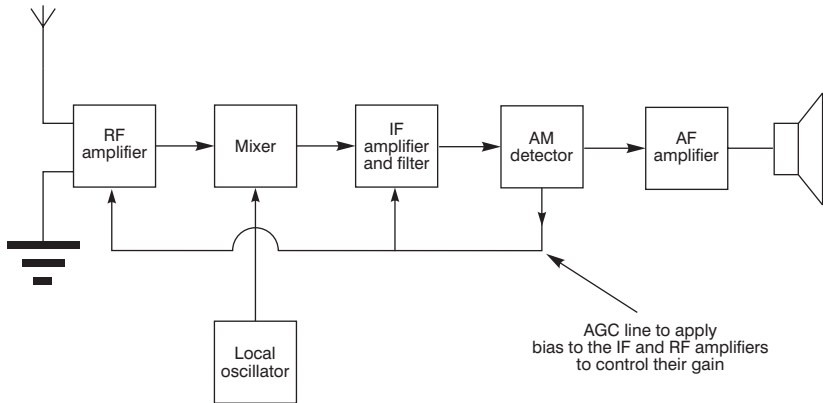 RF
amplifier
Mixer
IF
amplifier
and filter
AM
detector
AF
amplifier
Local
oscillator
AGC line to apply
bias to the IF and RF amplifiers
to control their gain